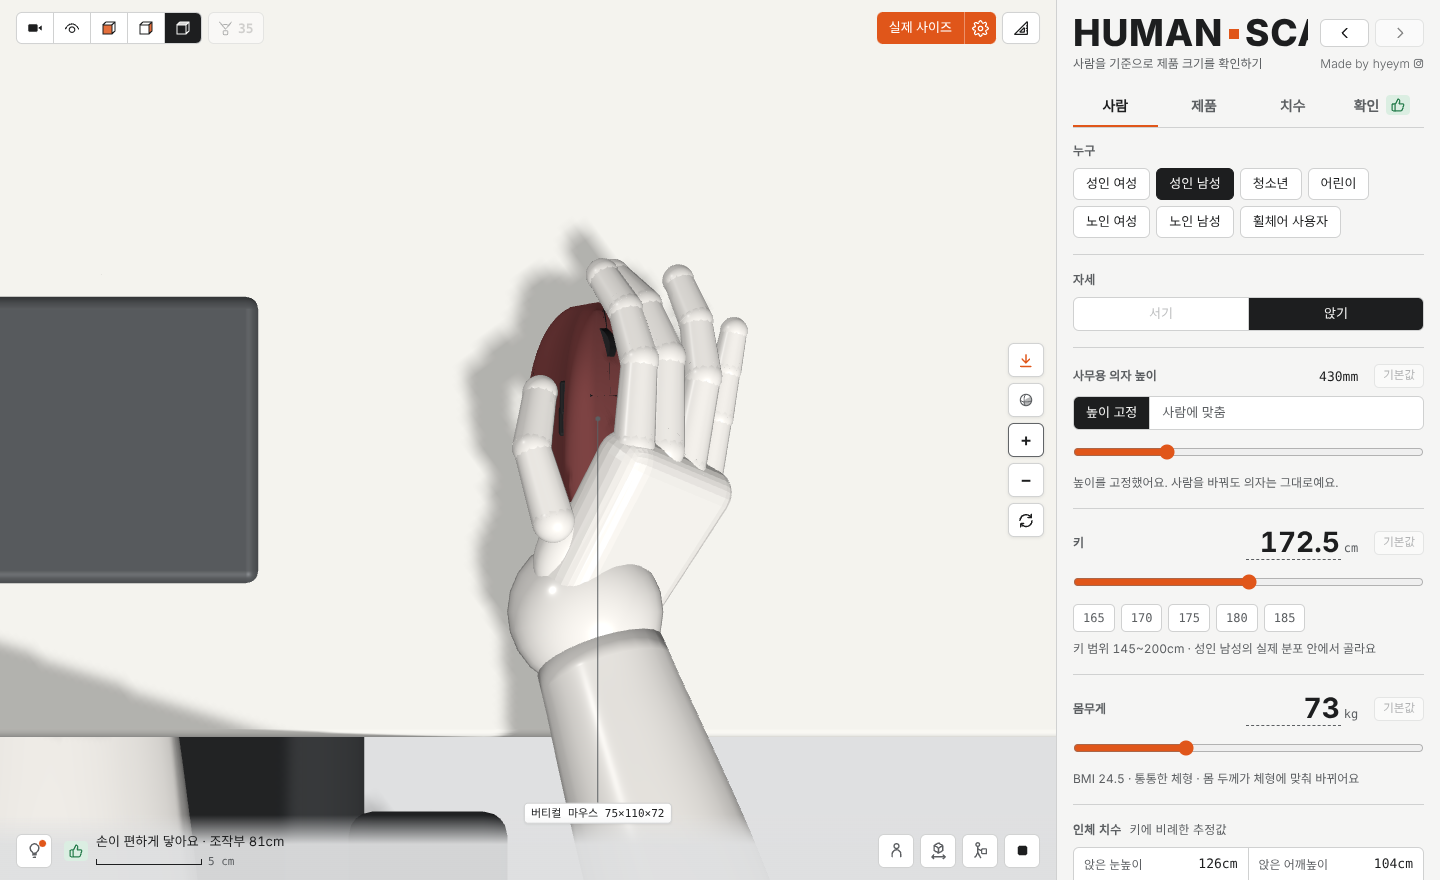 35
실제 사이즈
HUMAN SCA
사람을 기준으로 제품 크기를 확인하기
Made by hyeym
사람
제품
치수
확인
누구
성인 여성
성인 남성
청소년
어린이
노인 여성
노인 남성
휠체어 사용자
자세
서기
앉기
사무용 의자 높이
430mm
기본값
높이 고정
사람에 맞춤
높이를 고정했어요. 사람을 바꿔도 의자는 그대로예요.
키
172.5 cm
기본값
165
170
175
180
185
키 범위 145~200cm · 성인 남성의 실제 분포 안에서 골라요
몸무게
73 kg
기본값
BMI 24.5 · 통통한 체형 · 몸 두께가 체형에 맞춰 바뀌어요
인체 치수 키에 비례한 추정값
앉은 눈높이 126cm
앉은 어깨높이 104cm
버티컬 마우스 75×110×72
손이 편하게 닿아요 · 조작부 81cm
5 cm